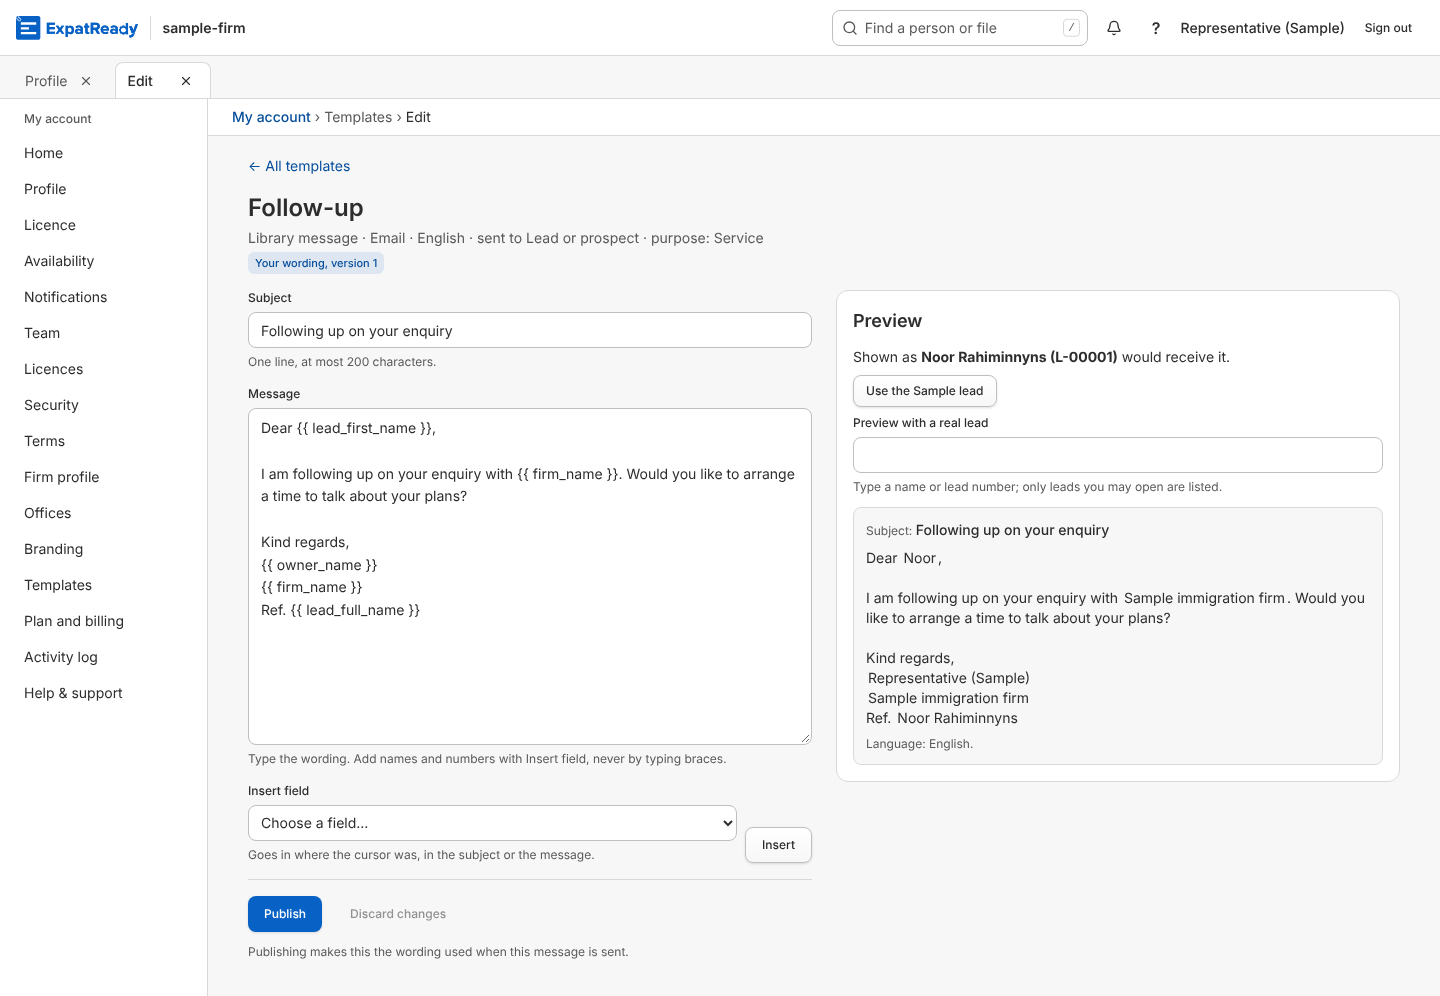 ExpatReady
sample-firm
Find a person or file
/
?
Representative (Sample)
Sign out
Profile
Edit
My account
Home
Profile
Licence
Availability
Notifications
Team
Licences
Security
Terms
Firm profile
Offices
Branding
Templates
Plan and billing
Activity log
Help & support
My account › Templates › Edit
← All templates
Follow-up
Library message · Email · English · sent to Lead or prospect · purpose: Service
Your wording, version 1
Subject
Following up on your enquiry
One line, at most 200 characters.
Message
Dear {{ lead_first_name }},
I am following up on your enquiry with {{ firm_name }}. Would you like to arrange
a time to talk about your plans?
Kind regards,
{{ owner_name }}
{{ firm_name }}
Ref. {{ lead_full_name }}
Type the wording. Add names and numbers with Insert field, never by typing braces.
Insert field
Choose a field...
Goes in where the cursor was, in the subject or the message.
Insert
Publish
Discard changes
Publishing makes this the wording used when this message is sent.
Preview
Shown as Noor Rahiminnyns (L-00001) would receive it.
Use the Sample lead
Preview with a real lead
Type a name or lead number; only leads you may open are listed.
Subject: Following up on your enquiry
Dear Noor,
I am following up on your enquiry with Sample immigration firm. Would you
like to arrange a time to talk about your plans?
Kind regards,
Representative (Sample)
Sample immigration firm
Ref. Noor Rahiminnyns
Language: English.